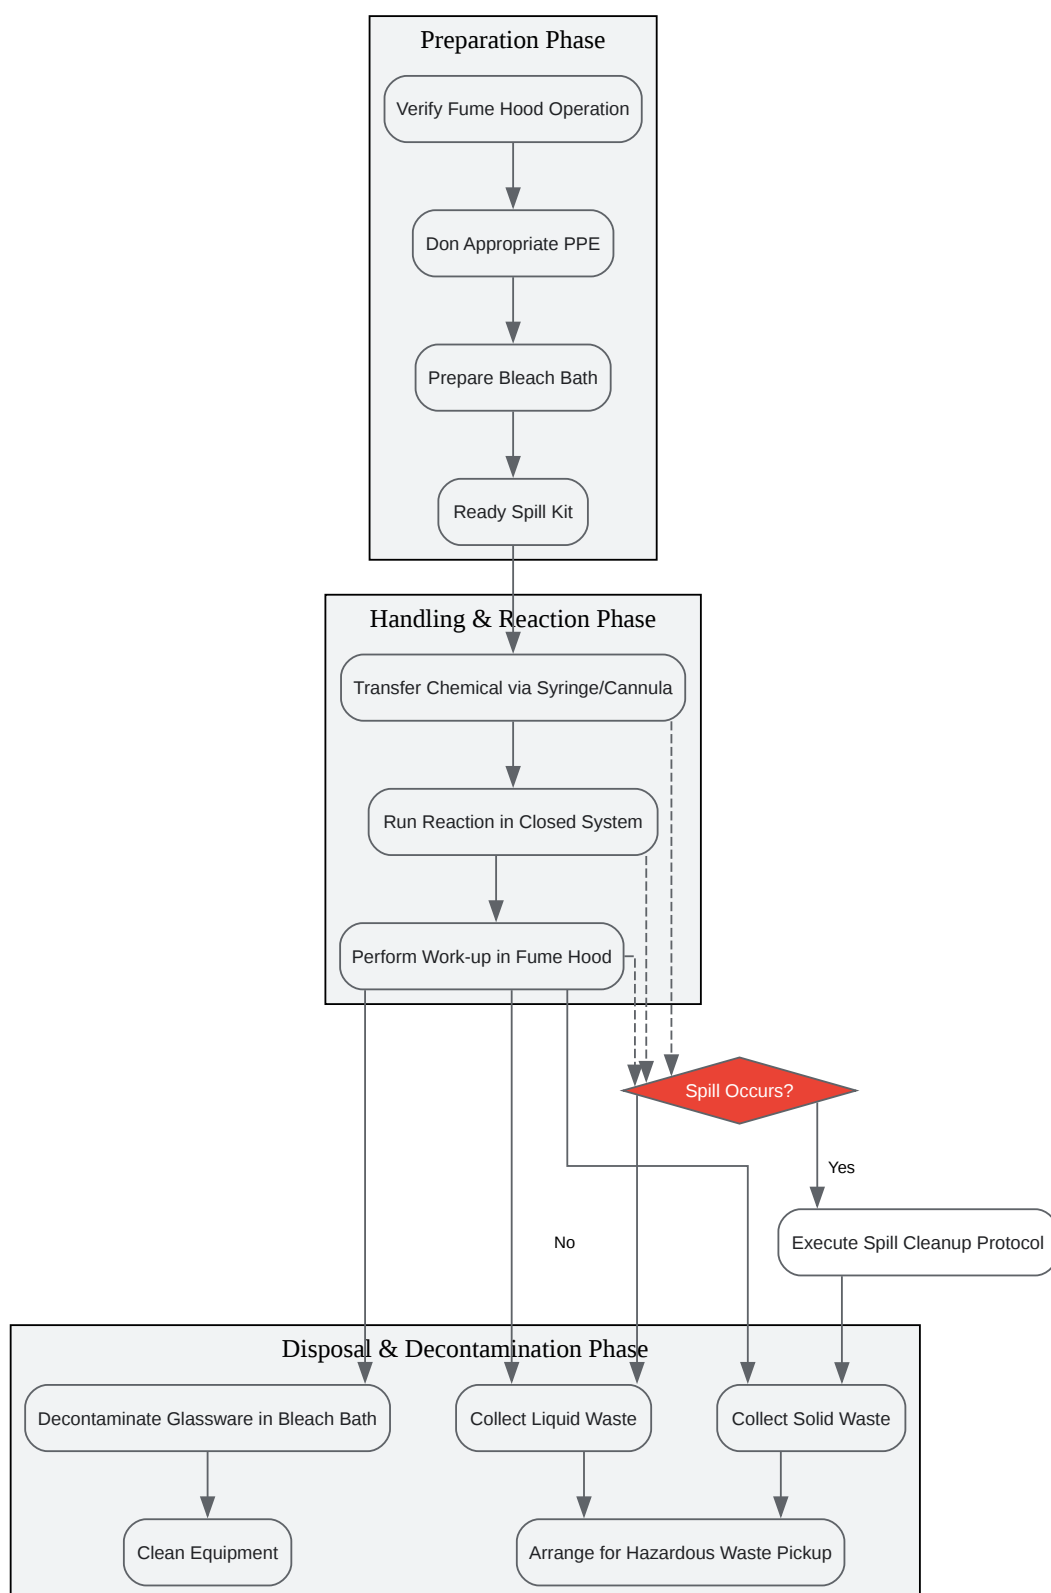 Preparation Phase
Verify Fume Hood Operation
Don Appropriate PPE
Prepare Bleach Bath
Ready Spill Kit
Handling & Reaction Phase
Transfer Chemical via Syringe/Cannula
Run Reaction in Closed System
Perform Work-up in Fume Hood
Spill Occurs?
Yes
Execute Spill Cleanup Protocol
No
Disposal & Decontamination Phase
Decontaminate Glassware in Bleach Bath
Collect Liquid Waste
Collect Solid Waste
Clean Equipment
Arrange for Hazardous Waste Pickup